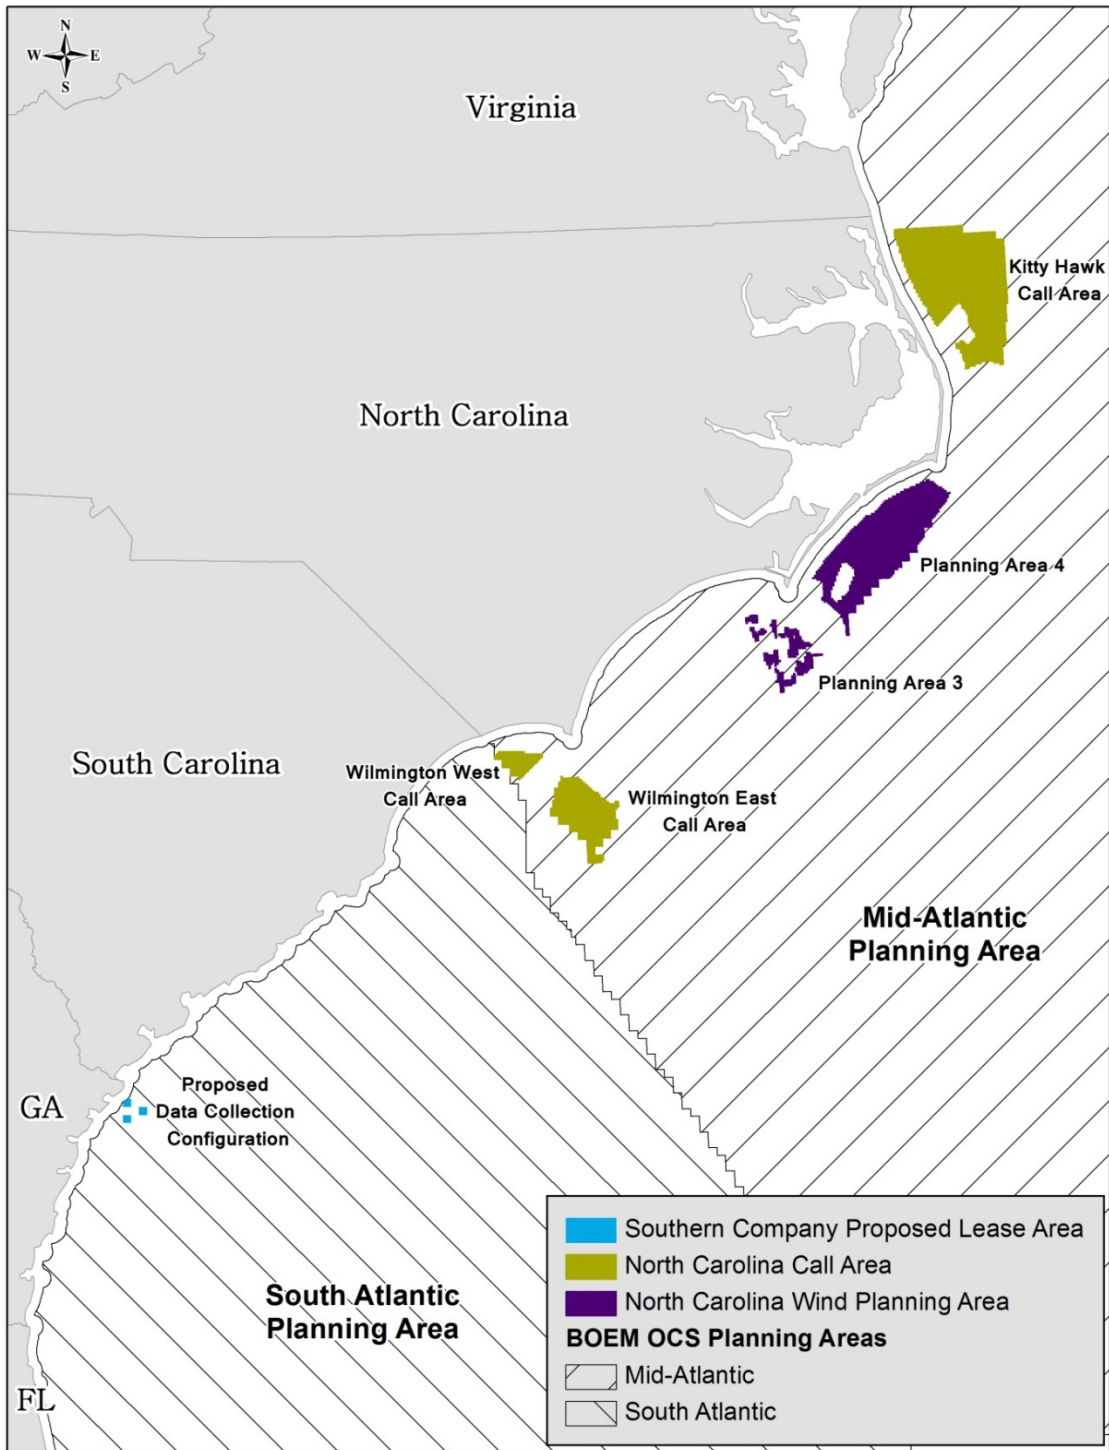 N
W E
S
Virginia
Kitty Hawk
Call Area
North Carolina
Planning Area 4
Planning Area 3
South Carolina
Wilmington West
Call Area
Wilmington East
Call Area
Mid-Atlantic
Planning Area
GA
Proposed
Data Collection
Configuration
South Atlantic
Planning Area
FL
Southern Company Proposed Lease Area
North Carolina Call Area
North Carolina Wind Planning Area
BOEM OCS Planning Areas
Mid-Atlantic
South Atlantic